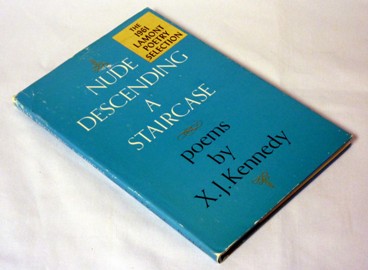 THE
1961
LAMONT
POETRY
SELECTION
NUDE
DESCENDING
A
STAIRCASE
poems
by
X.J.Kennedy